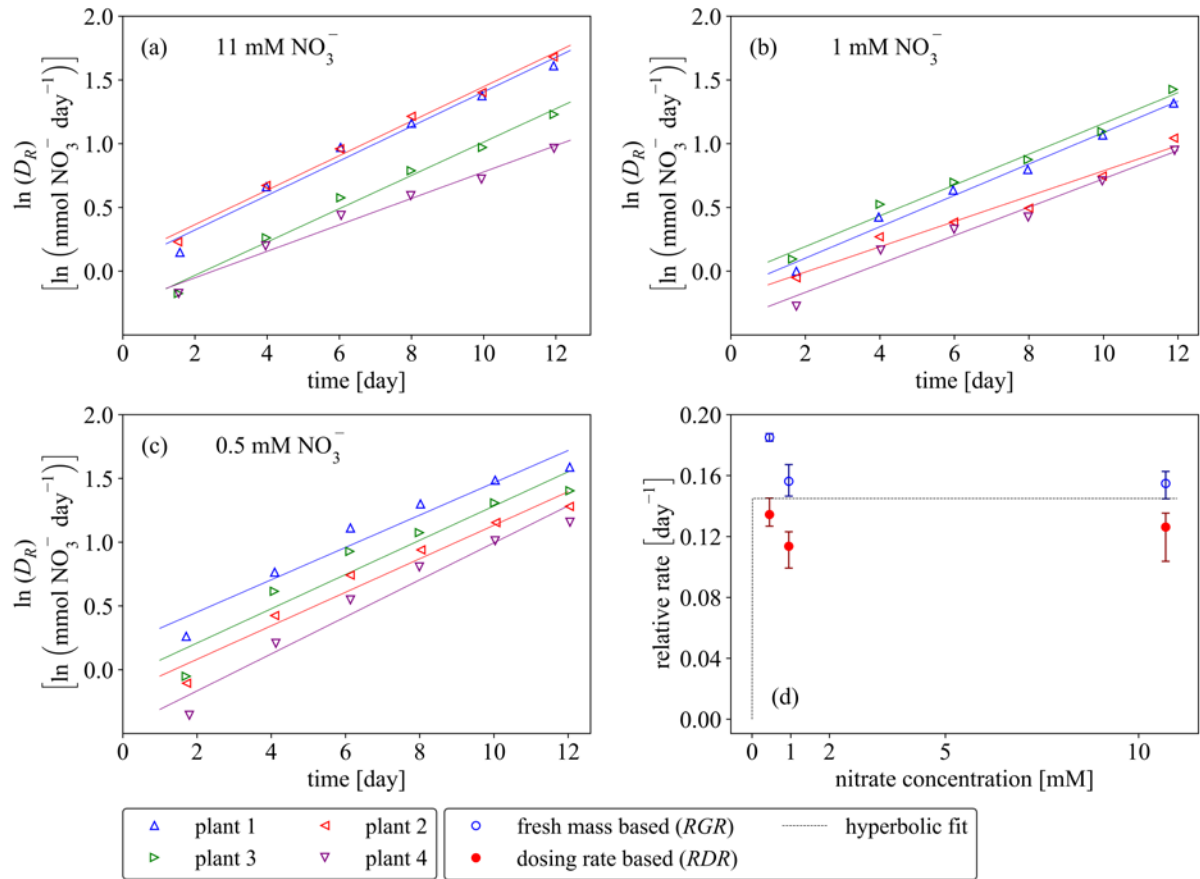 (a) 11 mM NO₃⁻
ln (D_R)
[ln (mmol NO₃⁻ day⁻¹)]
2.0
1.5
1.0
0.5
0.0
0 2 4 6 8 10 12
time [day]
(b) 1 mM NO₃⁻
ln (D_R)
[ln (mmol NO₃⁻ day⁻¹)]
2.0
1.5
1.0
0.5
0.0
0 2 4 6 8 10 12
time [day]
(c) 0.5 mM NO₃⁻
ln (D_R)
[ln (mmol NO₃⁻ day⁻¹)]
2.0
1.5
1.0
0.5
0.0
0 2 4 6 8 10 12
time [day]
(d)
relative rate [day⁻¹]
0.20
0.16
0.12
0.08
0.04
0.00
0 1 2 5 10
nitrate concentration [mM]
plant 1 plant 2
plant 3 plant 4
fresh mass based (RGR) hyperbolic fit
dosing rate based (RDR)